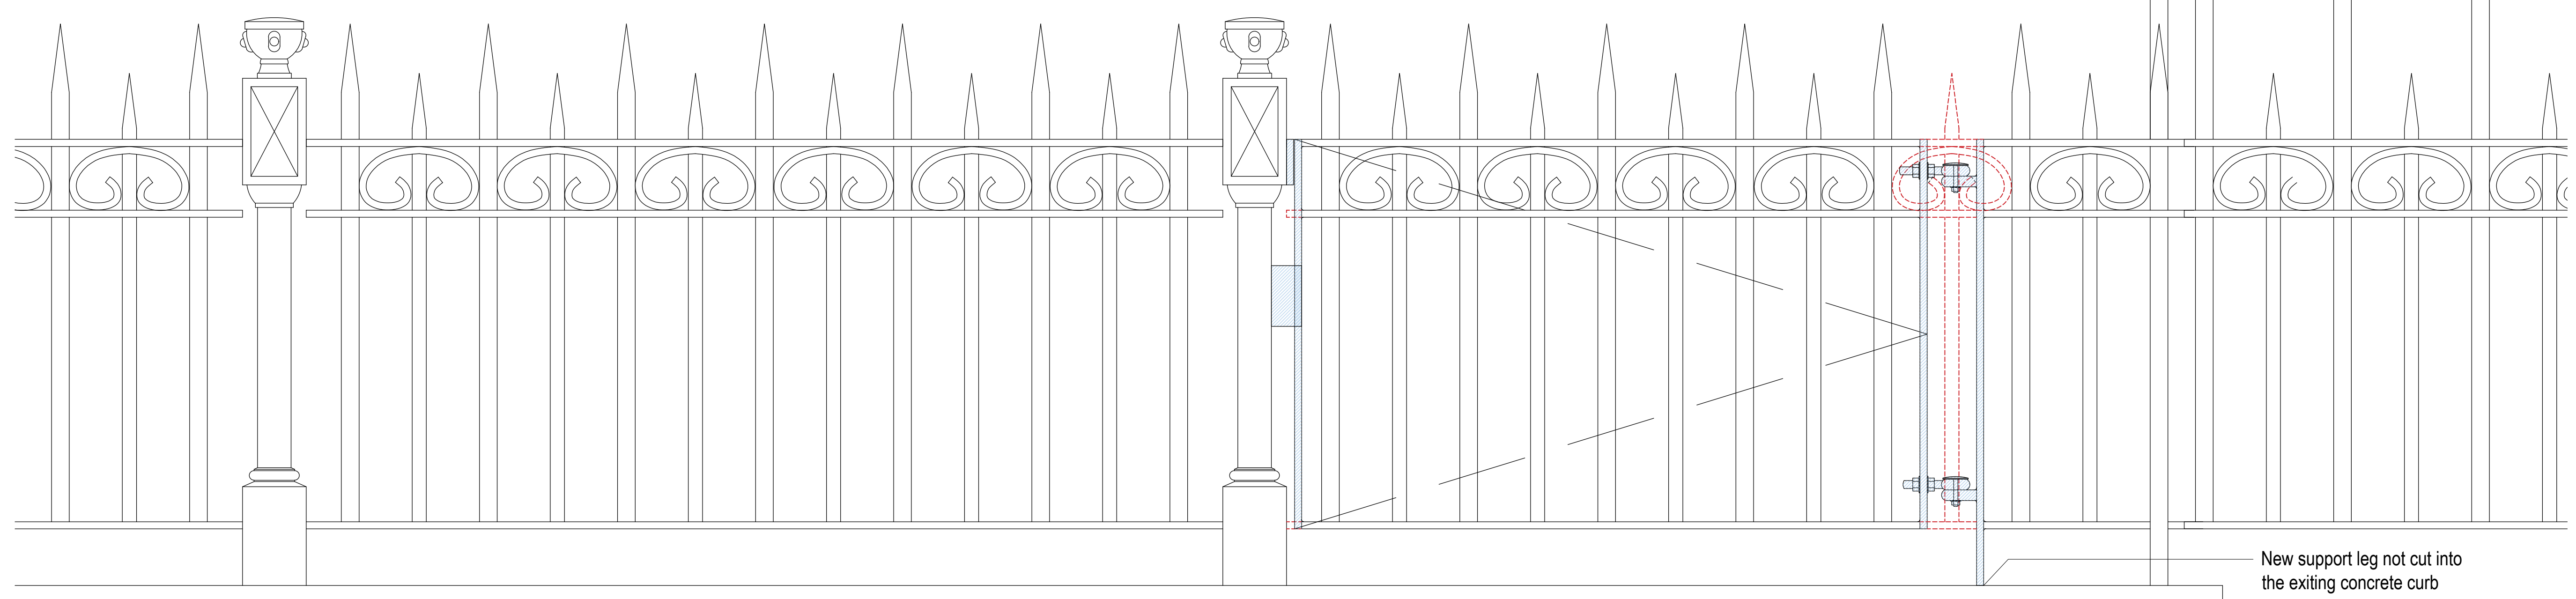 New support leg not cut into
the exiting concrete curb